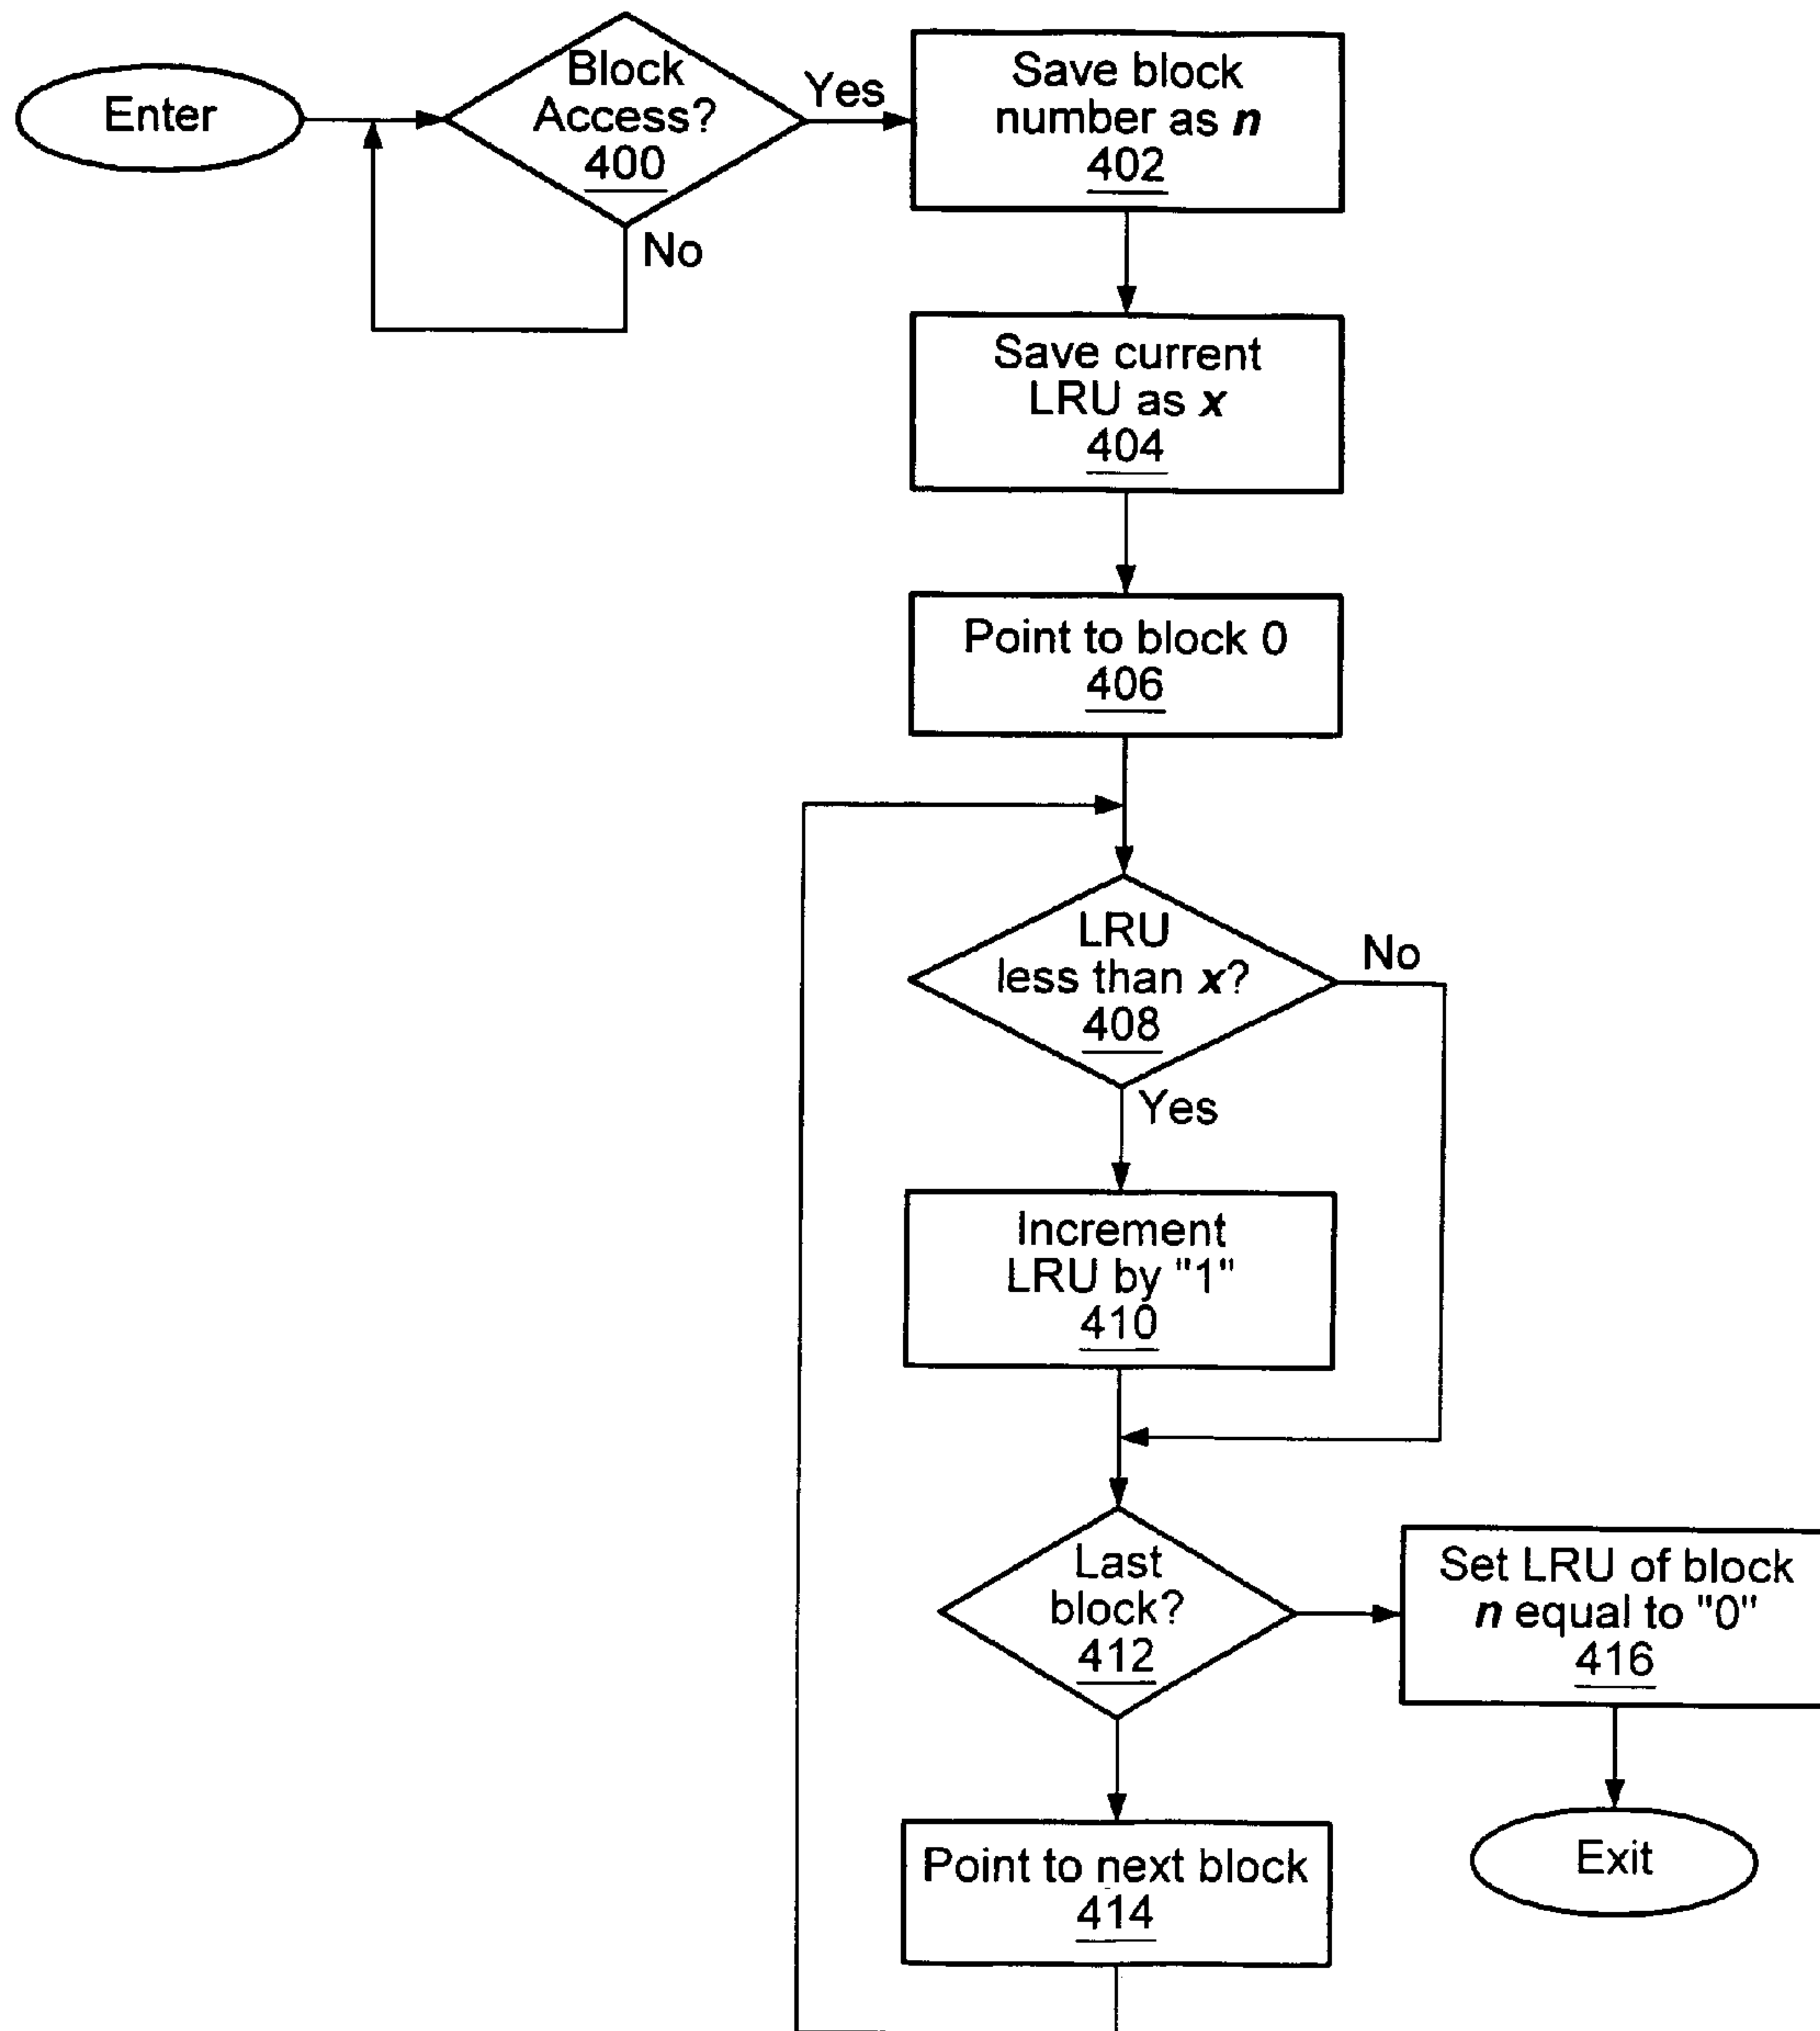 Enter
Block
Access?
400
Yes
No
Save block
number as n
402
Save current
LRU as x
404
Point to block 0
406
LRU
less than x?
408
No
Yes
Increment
LRU by "1"
410
Last
block?
412
Set LRU of block
n equal to "0"
416
Point to next block
414
Exit